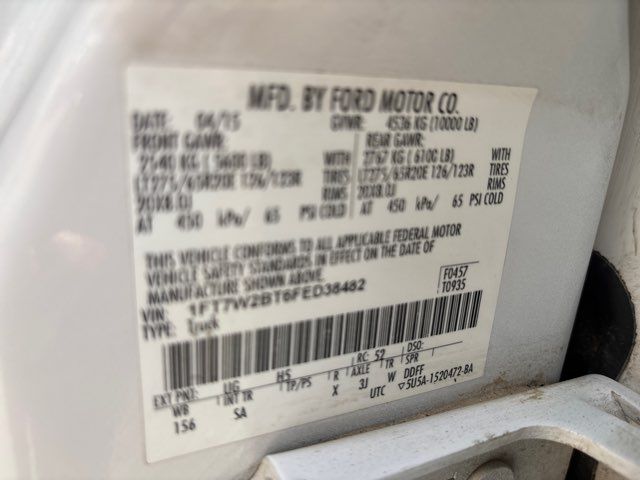 MFD. BY FORD MOTOR CO.
DATE: 04/15 GVWR: 4536 KG (10000 LB)
FRONT GAWR: REAR GAWR:
2540 KG (5600 LB) WITH 2767 KG (6100 LB) WITH
LT275/65R20E 126/123R TIRES LT275/65R20E 126/123R TIRES
20X8.0J RIMS 20X8.0J RIMS
AT 450 kPa/ 65 PSI COLD AT 450 kPa/ 65 PSI COLD
THIS VEHICLE CONFORMS TO ALL APPLICABLE FEDERAL MOTOR
VEHICLE SAFETY STANDARDS IN EFFECT ON THE DATE OF
MANUFACTURE SHOWN ABOVE.
VIN: 1FT7W2BT6FED38482 F0457
TYPE: Truck T0935
RC: 52 DSO:
EXT PNT: UG HS
WB INT TR TP/PS R AXLE TR SPR
156 SA X 3J W DDFF
UTC ▽5U5A-1520472-BA